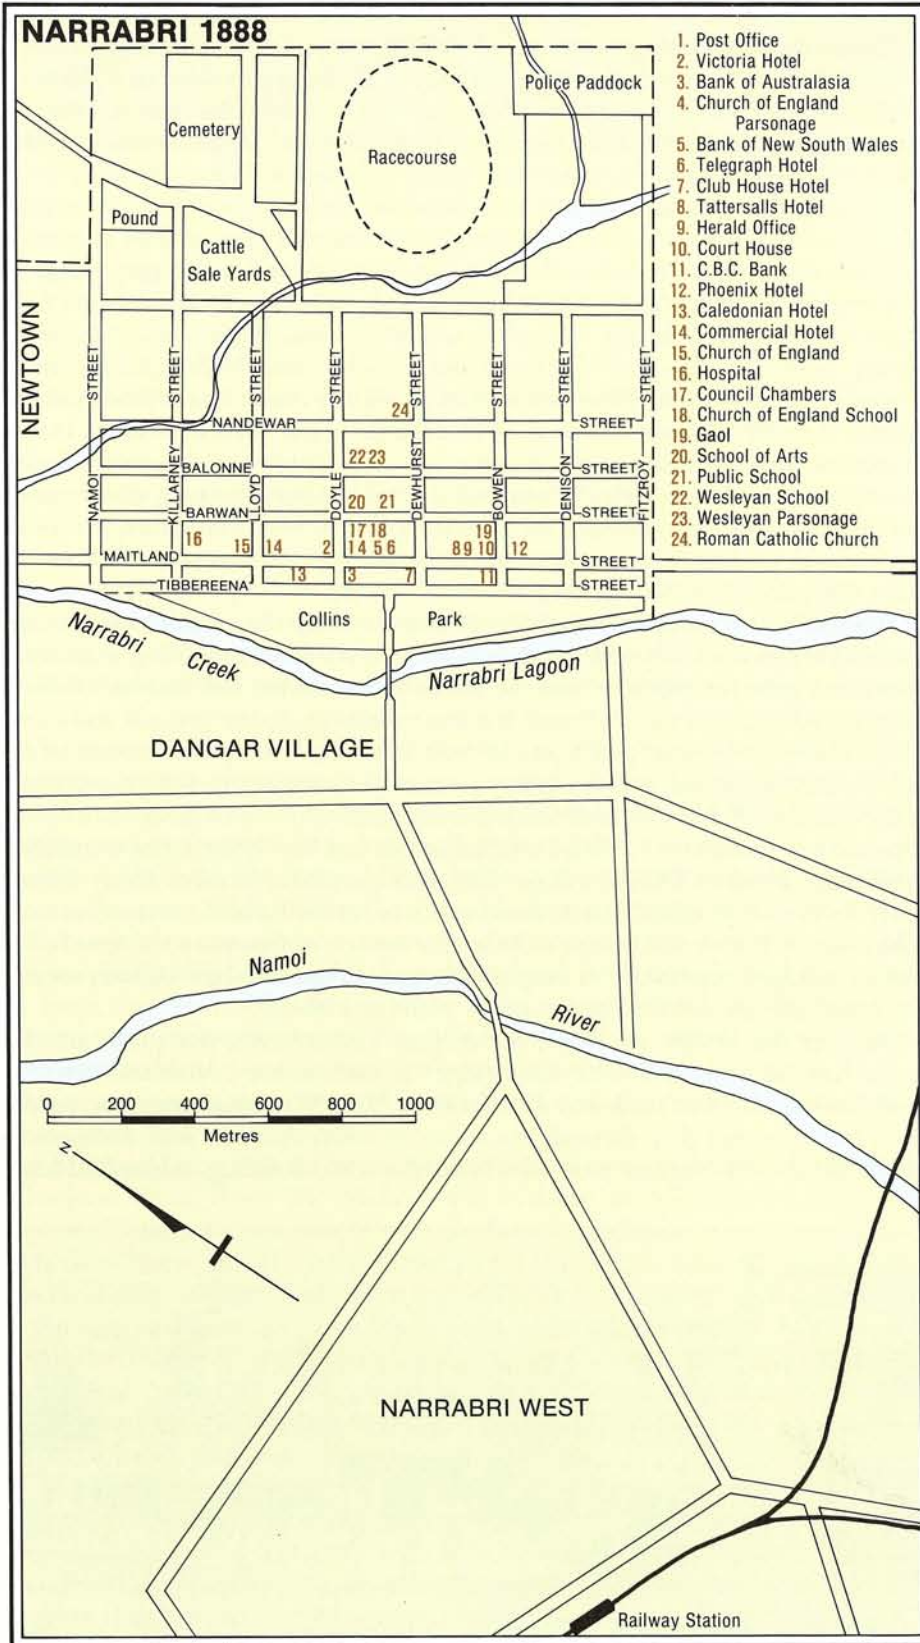 NARRABRI 1888
1. Post Office
2. Victoria Hotel
3. Bank of Australasia
4. Church of England
Parsonage
5. Bank of New South Wales
6. Telegraph Hotel
7. Club House Hotel
8. Tattersalls Hotel
9. Herald Office
10. Court House
11. C.B.C. Bank
12. Phoenix Hotel
13. Caledonian Hotel
14. Commercial Hotel
15. Church of England
16. Hospital
17. Council Chambers
18. Church of England School
19. Gaol
20. School of Arts
21. Public School
22. Wesleyan School
23. Wesleyan Parsonage
24. Roman Catholic Church
Police Paddock
Cemetery
Racecourse
Pound
Cattle
Sale Yards
NEWTOWN
NAMOI STREET
KILLARNEY STREET
LLOYD STREET
DOYLE STREET
DEWHURST STREET
BOWEN STREET
DENISON STREET
FITZROY STREET
24
NANDEWAR STREET
22 23
BALONNE STREET
20 21
BARWAN STREET
17 18 19
16 15 14 2 14 5 6 8 9 10 12
MAITLAND STREET
13 3 7 11
TIBBEREENA STREET
Collins Park
Narrabri Creek
Narrabri Lagoon
DANGAR VILLAGE
Namoi River
0 200 400 600 800 1000
Metres
N
NARRABRI WEST
Railway Station